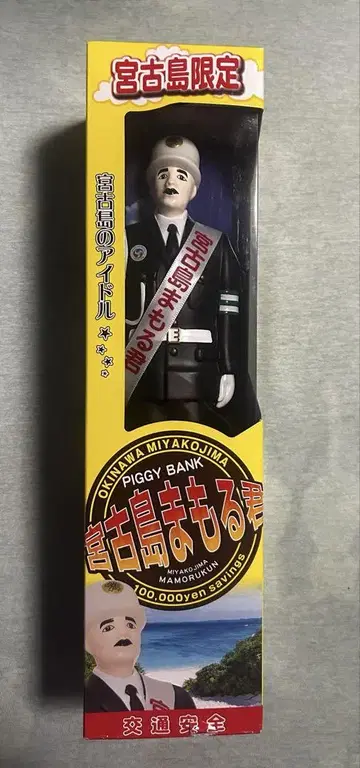 宮古島限定
宮古島のアイドル
宮古島まもる君
OKINAWA MIYAKOJIMA
PIGGY BANK
宮古島まもる君
MIYAKOJIMA
MAMORUKUN
100.000yen savings
交通安全